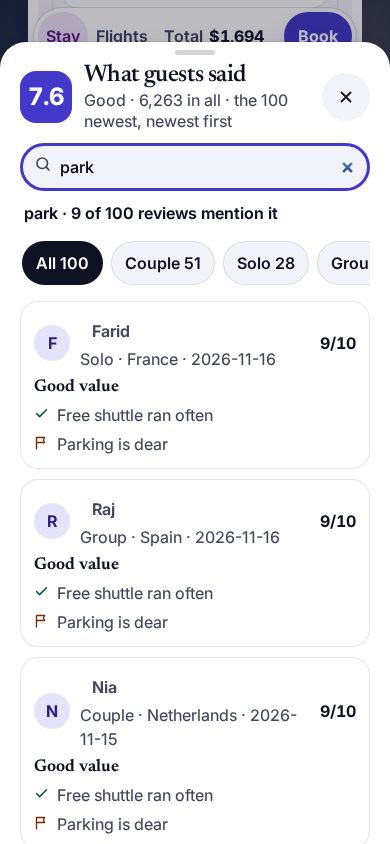 Stay Flights Total $1,694 Book
What guests said
7.6
Good · 6,263 in all · the 100
newest, newest first
park
park · 9 of 100 reviews mention it
All 100 Couple 51 Solo 28 Grou
F Farid
Solo · France · 2026-11-16
9/10
Good value
Free shuttle ran often
Parking is dear
R Raj
Group · Spain · 2026-11-16
9/10
Good value
Free shuttle ran often
Parking is dear
N Nia
Couple · Netherlands · 2026-
11-15
9/10
Good value
Free shuttle ran often
Parking is dear